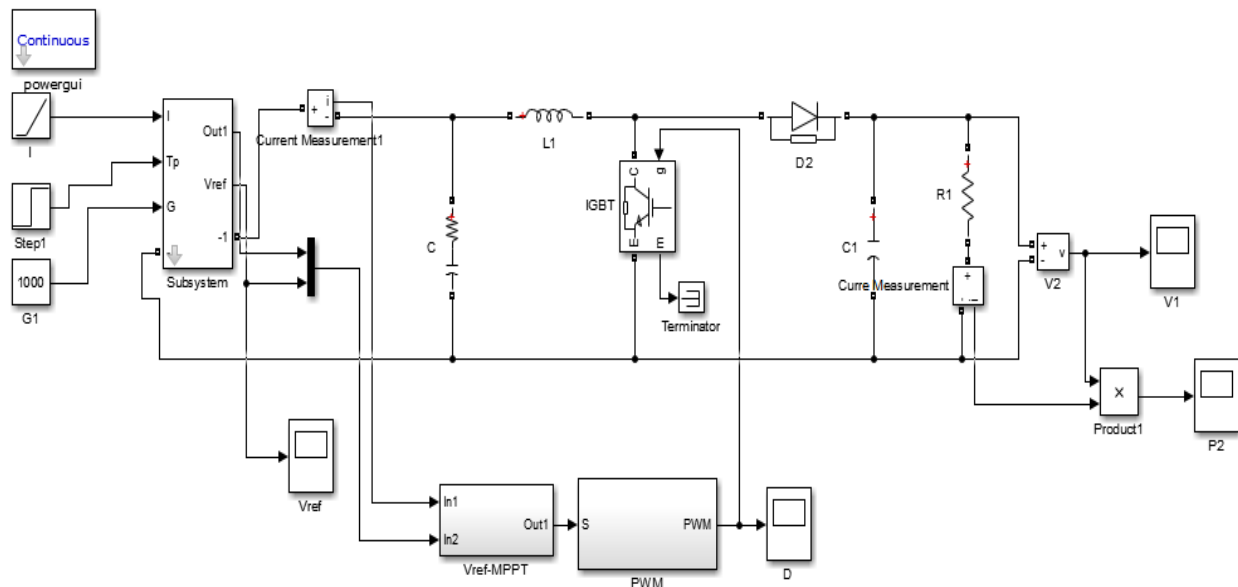 Continuous
powergui
I
I
Out1
Tp
Vref
Step1
G
-1
1000
G1
Subsystem
+
-
i
Current Measurement1
L1
D2
C
IGBT
C
g
E
m
Terminator
C1
R1
Curre Measurement
+
-
i
+
-
v
V2
V1
×
Product1
P2
Vref
In1
In2
Out1
Vref-MPPT
S
PWM
PWM
D